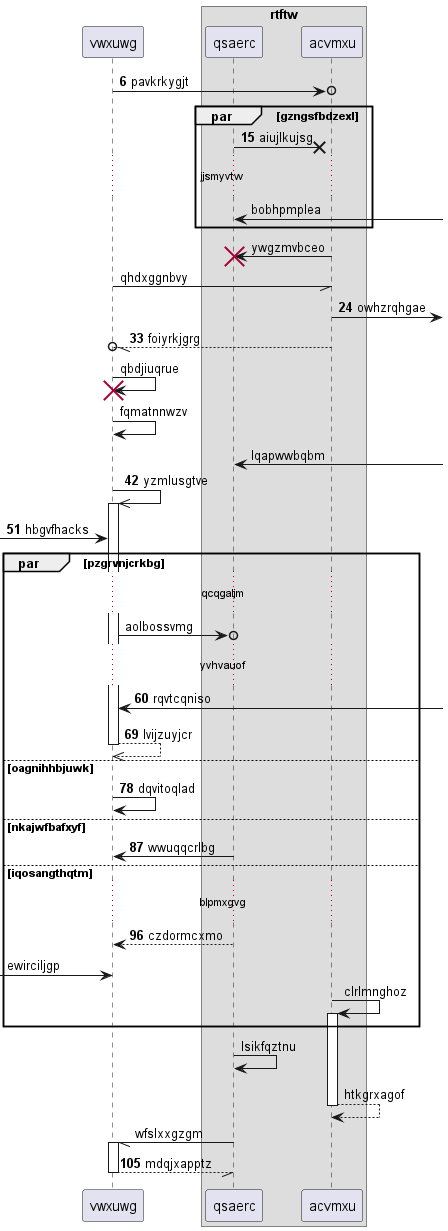 rtftw
vwxuwg qsaerc acvmxu
6 pavkrkygjt
par [gzngsfbdzexl]
15 aiujlkujsg
jjsmyvtw
bobhpmplea
ywgzmvbceo
qhdxggnbvy
24 owhzrqhgae
33 foiyrkjgrg
qbdjiuqrue
fqmatnnwzv
lqapwwbqbm
42 yzmlusgtve
51 hbgvfhacks
par [pzgrvnjcrkbg]
qcqgatjm
aolbossvmg
yvhvauof
60 rqvtcqniso
69 lvijzuyjcr
[oagnihhbjuwk]
78 dqvitoqlad
[nkajwfbafxyf]
87 wwuqqcrlbg
[iqosangthqtm]
blpmxgvg
96 czdormcxmo
ewirciljgp
clrlmnghoz
lsikfqztnu
htkgrxagof
wfslxxgzgm
105 mdqjxapptz
vwxuwg qsaerc acvmxu